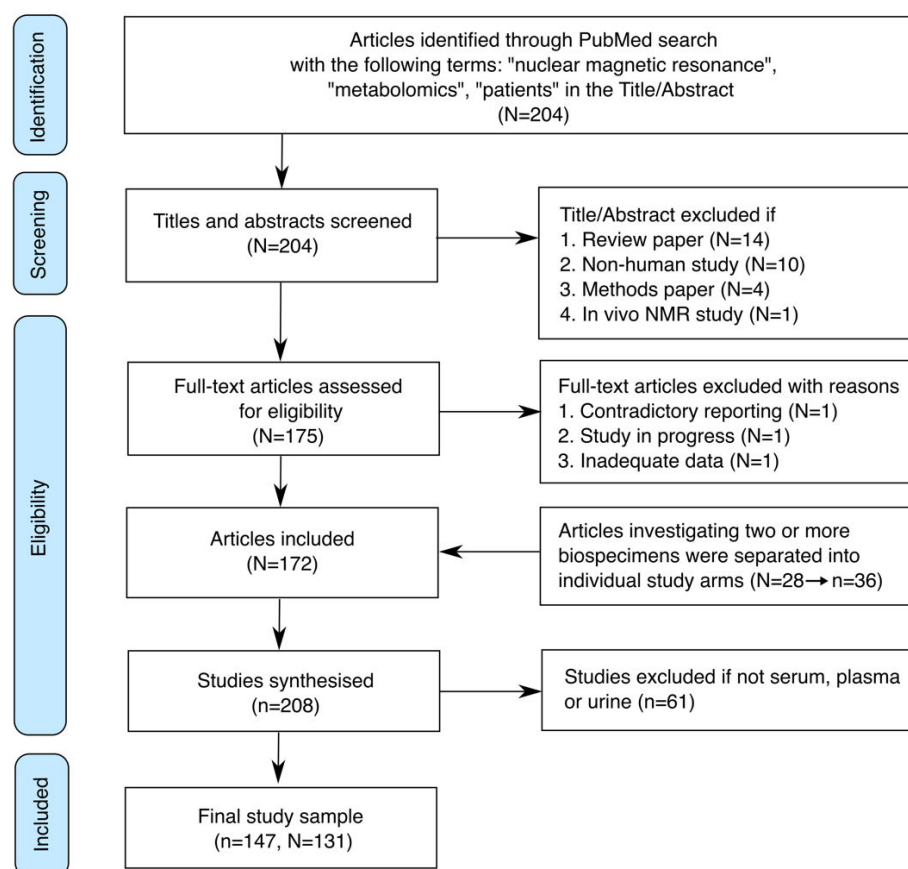 Identification
Articles identified through PubMed search
with the following terms: "nuclear magnetic resonance",
"metabolomics", "patients" in the Title/Abstract
(N=204)
Screening
Titles and abstracts screened
(N=204)
Title/Abstract excluded if
1. Review paper (N=14)
2. Non-human study (N=10)
3. Methods paper (N=4)
4. In vivo NMR study (N=1)
Eligibility
Full-text articles assessed
for eligibility
(N=175)
Full-text articles excluded with reasons
1. Contradictory reporting (N=1)
2. Study in progress (N=1)
3. Inadequate data (N=1)
Articles included
(N=172)
Articles investigating two or more
biospecimens were separated into
individual study arms (N=28→n=36)
Studies synthesised
(n=208)
Studies excluded if not serum, plasma
or urine (n=61)
Included
Final study sample
(n=147, N=131)